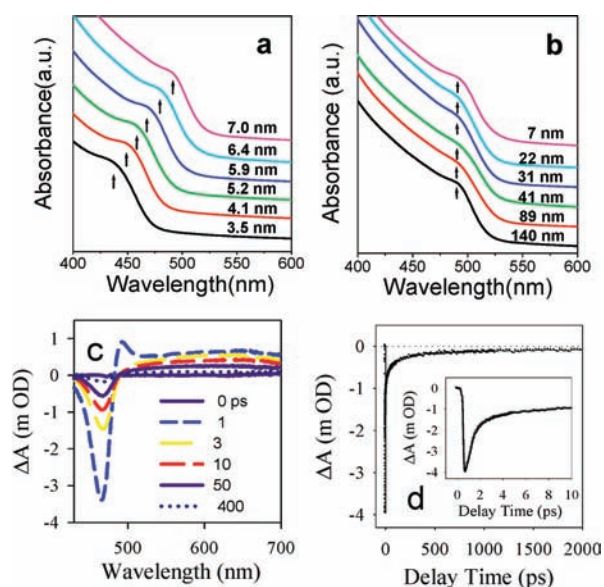 a
Absorbance(a.u.)
7.0 nm
6.4 nm
5.9 nm
5.2 nm
4.1 nm
3.5 nm
400 450 500 550 600
Wavelength(nm)
b
Absorbance (a.u.)
7 nm
22 nm
31 nm
41 nm
89 nm
140 nm
400 450 500 550 600
Wavelength(nm)
c
ΔA (m OD)
1
0
-1
-2
-3
-4
0 ps
1
3
10
50
400
500 600 700
Wavelength (nm)
d
ΔA (m OD)
0
-1
-2
-3
-4
0 500 1000 1500 2000
Delay Time (ps)
ΔA (m OD)
0
-1
-2
-3
-4
0 2 4 6 8 10
Delay Time (ps)